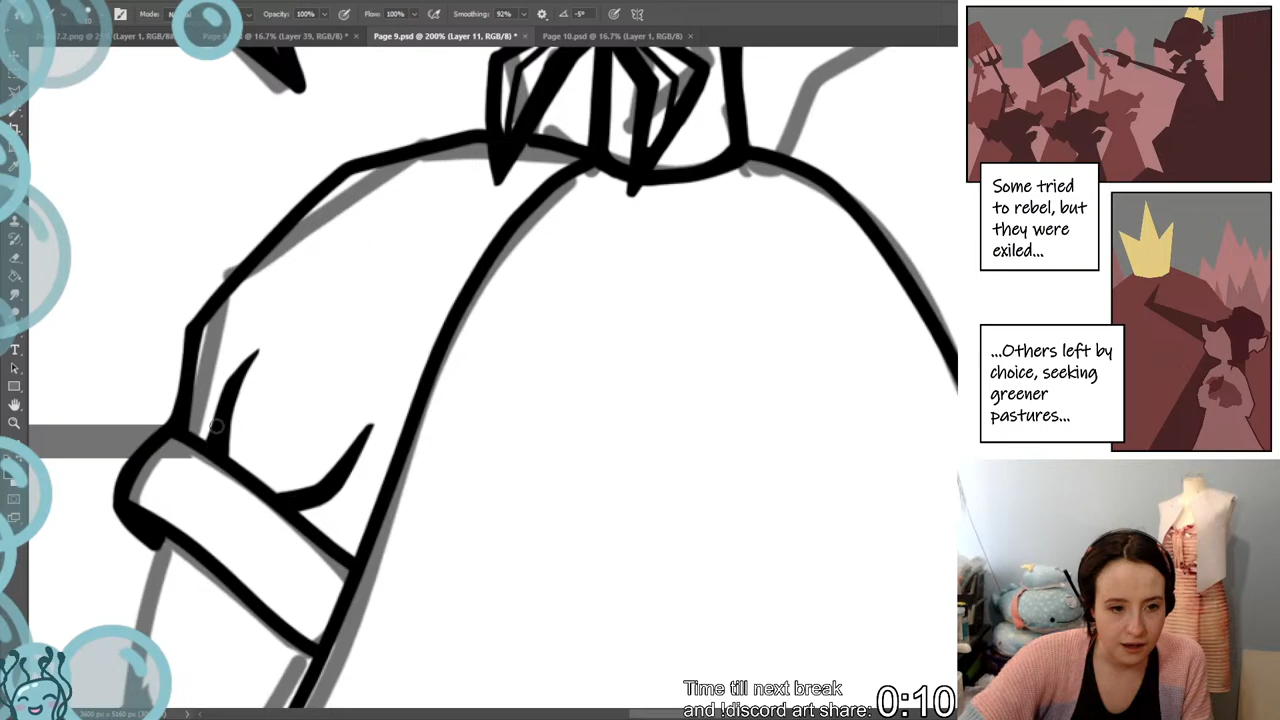 Mode: Opacity: 100% Flow: 100% Smoothing: 92% -5°
Page 9.psd @ 200% (Layer 11, RGB/8) * × Page 10.psd @ 16.7% (Layer 1, RGB/8) ×
Some tried
to rebel, but
they were
exiled...
...Others left by
choice, seeking
greener
pastures...
Time till next break
and !discord art share: 0:10